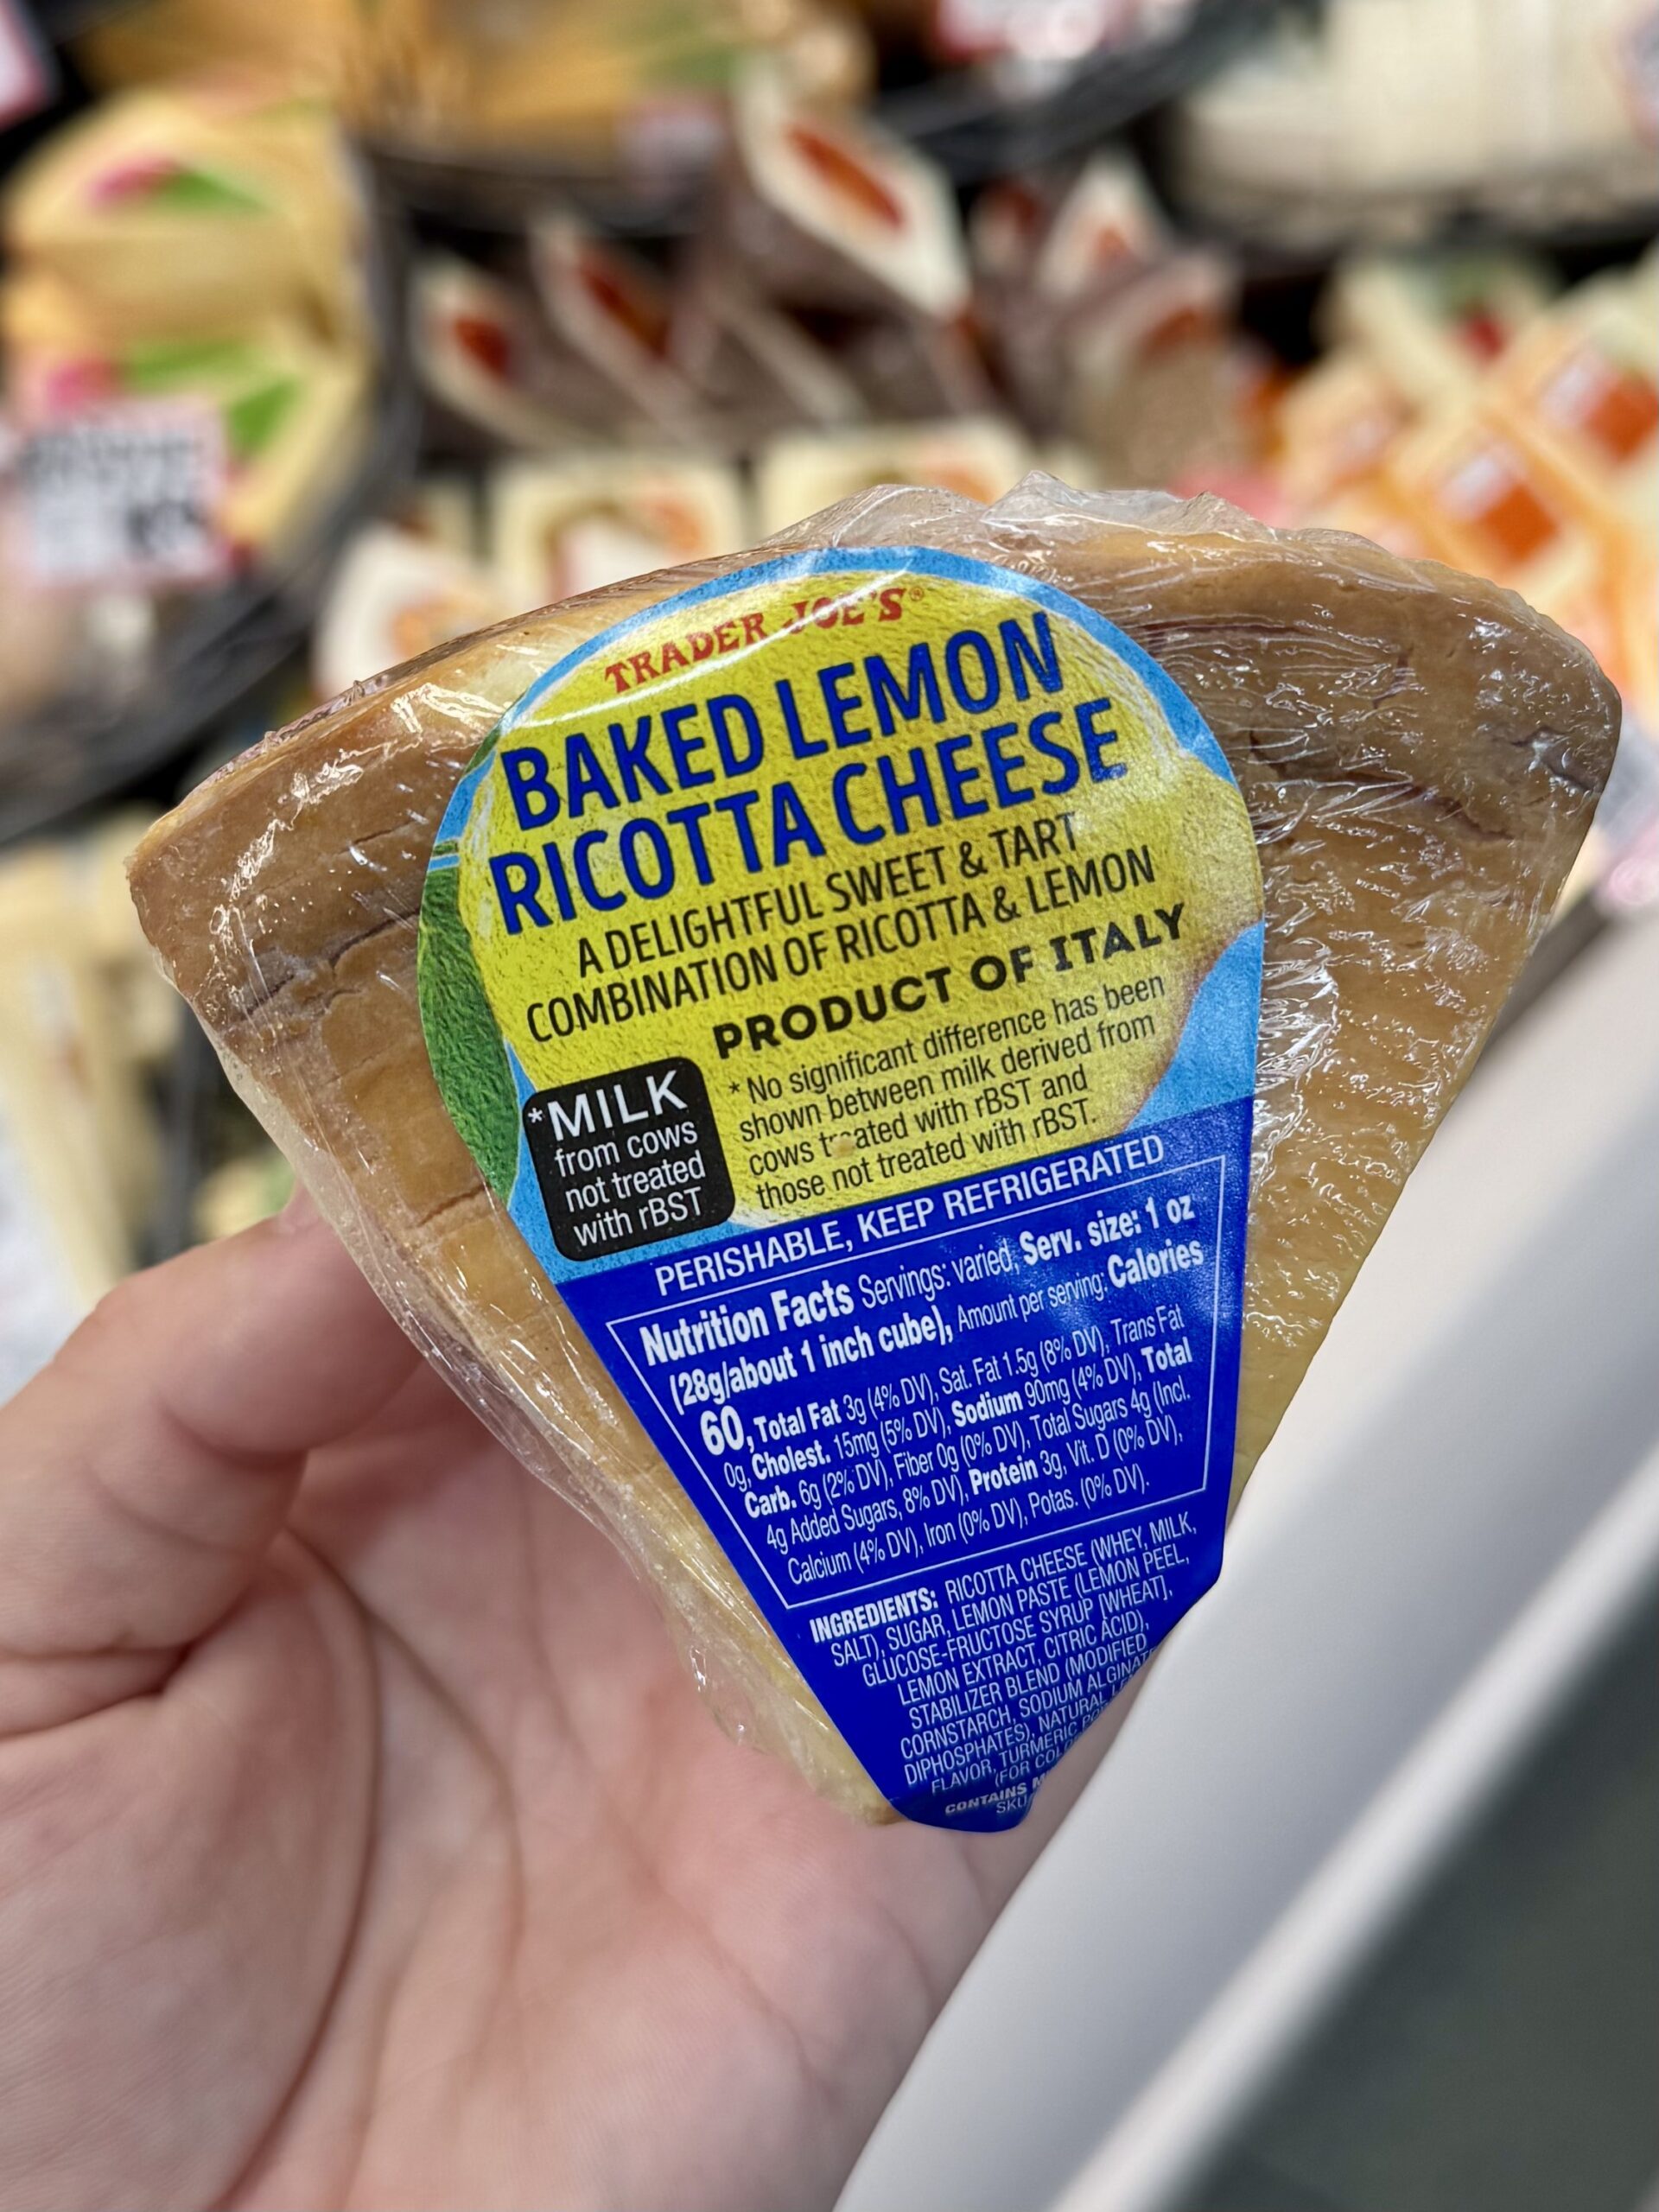 TRADER JOE'S®
BAKED LEMON
RICOTTA CHEESE
A DELIGHTFUL SWEET & TART
COMBINATION OF RICOTTA & LEMON
PRODUCT OF ITALY
*MILK
from cows
not treated
with rBST
* No significant difference has been
shown between milk derived from
cows treated with rBST and
those not treated with rBST.
PERISHABLE, KEEP REFRIGERATED
Nutrition Facts Servings: varied, Serv. size: 1 oz
(28g/about 1 inch cube), Amount per serving: Calories
60, Total Fat 3g (4% DV), Sat. Fat 1.5g (8% DV), Trans Fat
0g, Cholest. 15mg (5% DV), Sodium 90mg (4% DV), Total
Carb. 6g (2% DV), Fiber 0g (0% DV), Total Sugars 4g (Incl.
4g Added Sugars, 8% DV), Protein 3g, Vit. D (0% DV),
Calcium (4% DV), Iron (0% DV), Potas. (0% DV).
INGREDIENTS: RICOTTA CHEESE (WHEY, MILK,
SALT), SUGAR, LEMON PASTE (LEMON PEEL,
GLUCOSE-FRUCTOSE SYRUP [WHEAT],
LEMON EXTRACT, CITRIC ACID),
STABILIZER BLEND (MODIFIED
CORNSTARCH, SODIUM ALGINAT
DIPHOSPHATES), NATURAL
FLAVOR, TURMERIC
(FOR COLO
CONTAINS M
SKU